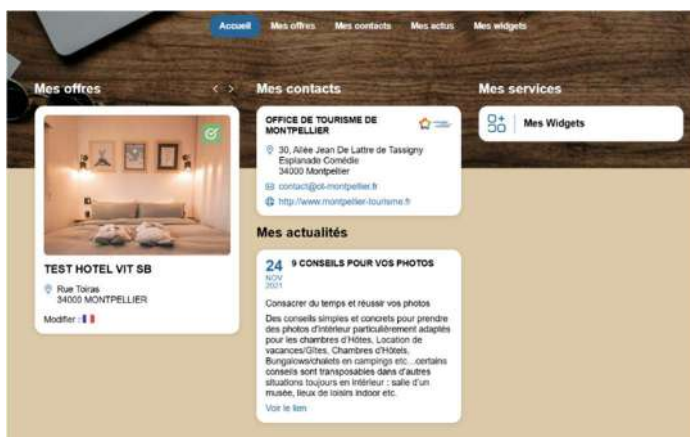 Accueil Mes offres Mes contacts Mes actus Mes widgets
Mes offres
< >
TEST HOTEL VIT SB
Rue Toiras
34000 MONTPELLIER
Modifier :
Mes contacts
OFFICE DE TOURISME DE
MONTPELLIER
30, Allée Jean De Lattre de Tassigny
Esplanade Comédie
34000 Montpellier
contact@ot-montpellier.fr
http://www.montpellier-tourisme.fr
Mes actualités
24
NOV
2021
9 CONSEILS POUR VOS PHOTOS
Consacrer du temps et réussir vos photos
Des conseils simples et concrets pour prendre
des photos d'intérieur particulièrement adaptés
pour les chambres d'Hôtes, Location de
vacances/Gîtes, Chambres d'Hôtels,
Bungalows/chalets en campings etc...certains
conseils sont transposables dans d'autres
situations toujours en intérieur : salle d'un
musée, lieux de loisirs indoor etc.
Voir le lien
Mes services
Mes Widgets